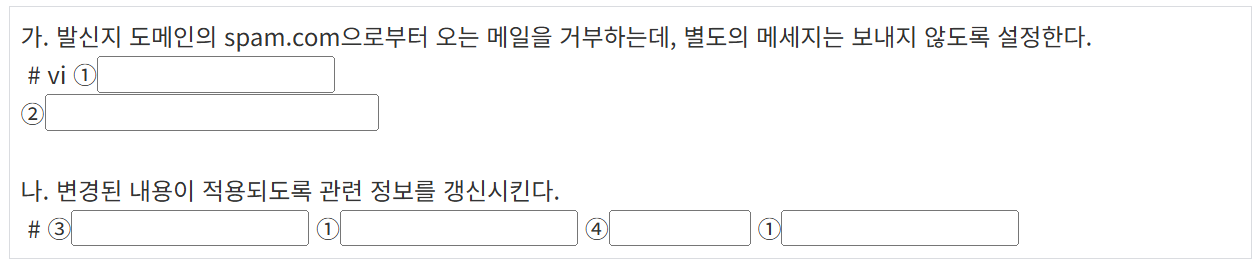 가. 발신지 도메인의 spam.com으로부터 오는 메일을 거부하는데, 별도의 메세지는 보내지 않도록 설정한다.
# vi ①
②
나. 변경된 내용이 적용되도록 관련 정보를 갱신시킨다.
# ③ ① ④ ①